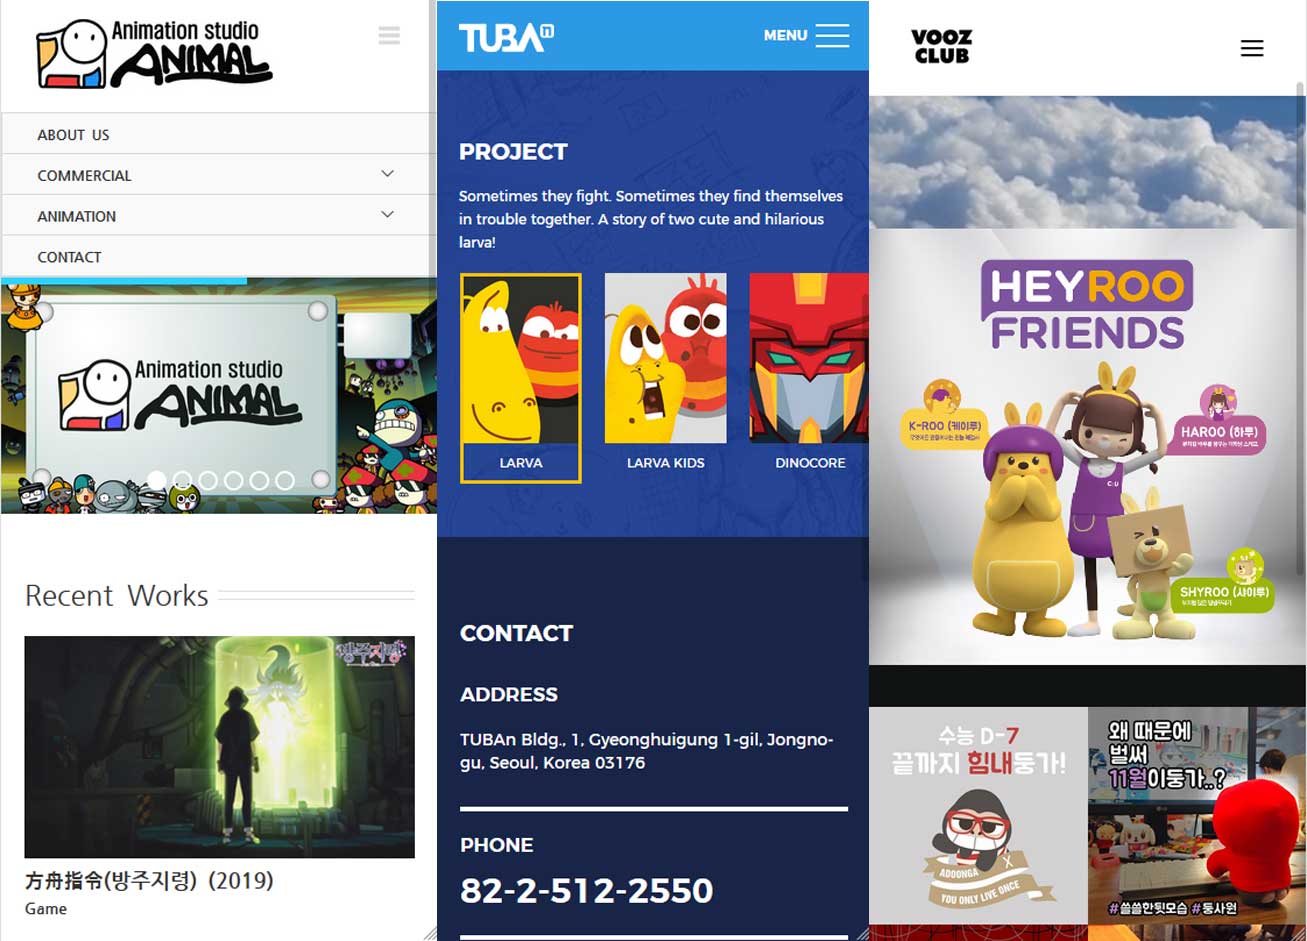 Animation studio
ANIMAL
ABOUT US
COMMERCIAL
ANIMATION
CONTACT
Animation studio
ANIMAL
Recent Works
방주지령
方舟指令(방주지령) (2019)
Game
TUBAn
MENU
PROJECT
Sometimes they fight. Sometimes they find themselves
in trouble together. A story of two cute and hilarious
larva!
LARVA
LARVA KIDS
DINOCORE
CONTACT
ADDRESS
TUBAn Bldg., 1, Gyeonghuigung 1-gil, Jongno-
gu, Seoul, Korea 03176
PHONE
82-2-512-2550
VOOZ
CLUB
HEYROO
FRIENDS
K-ROO (케이루)
HAROO (하루)
CU
SHYROO (샤이루)
수능 D-7
끝까지 힘내둥가!
ADOONGA
YOU ONLY LIVE ONCE
왜 때문에
벌써
11월이둥가..?
#쓸쓸한뒷모습 #둥사원